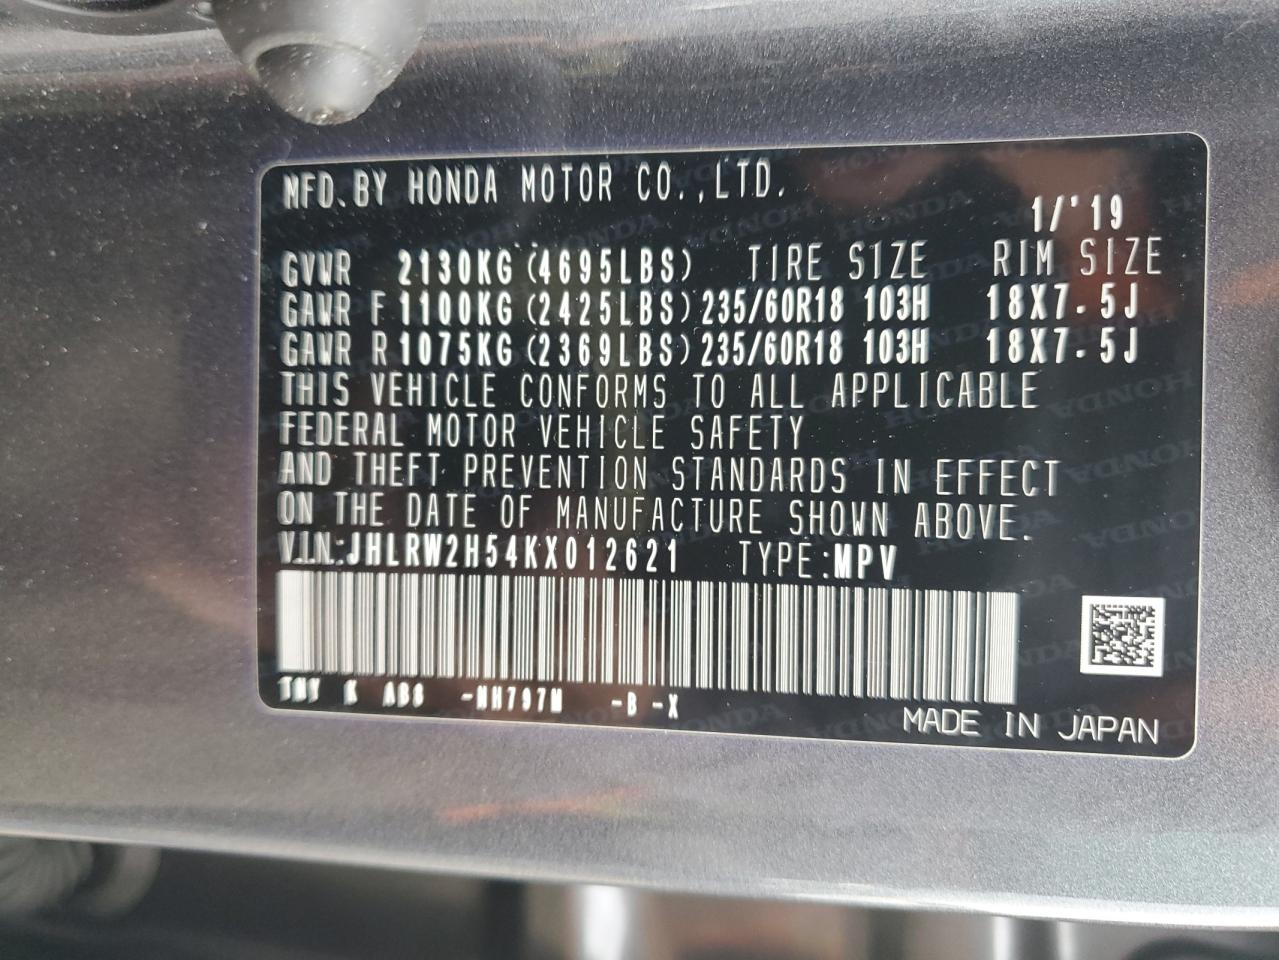 MFD.BY HONDA MOTOR CO.,LTD.
1/'19
GVWR 2130KG(4695LBS) TIRE SIZE RIM SIZE
GAWR F 1100KG(2425LBS) 235/60R18 103H 18X7.5J
GAWR R 1075KG(2369LBS) 235/60R18 103H 18X7.5J
THIS VEHICLE CONFORMS TO ALL APPLICABLE
FEDERAL MOTOR VEHICLE SAFETY
AND THEFT PREVENTION STANDARDS IN EFFECT
ON THE DATE OF MANUFACTURE SHOWN ABOVE.
VIN:JHLRW2H54KX012621 TYPE:MPV
K -NH797M -B -X
MADE IN JAPAN